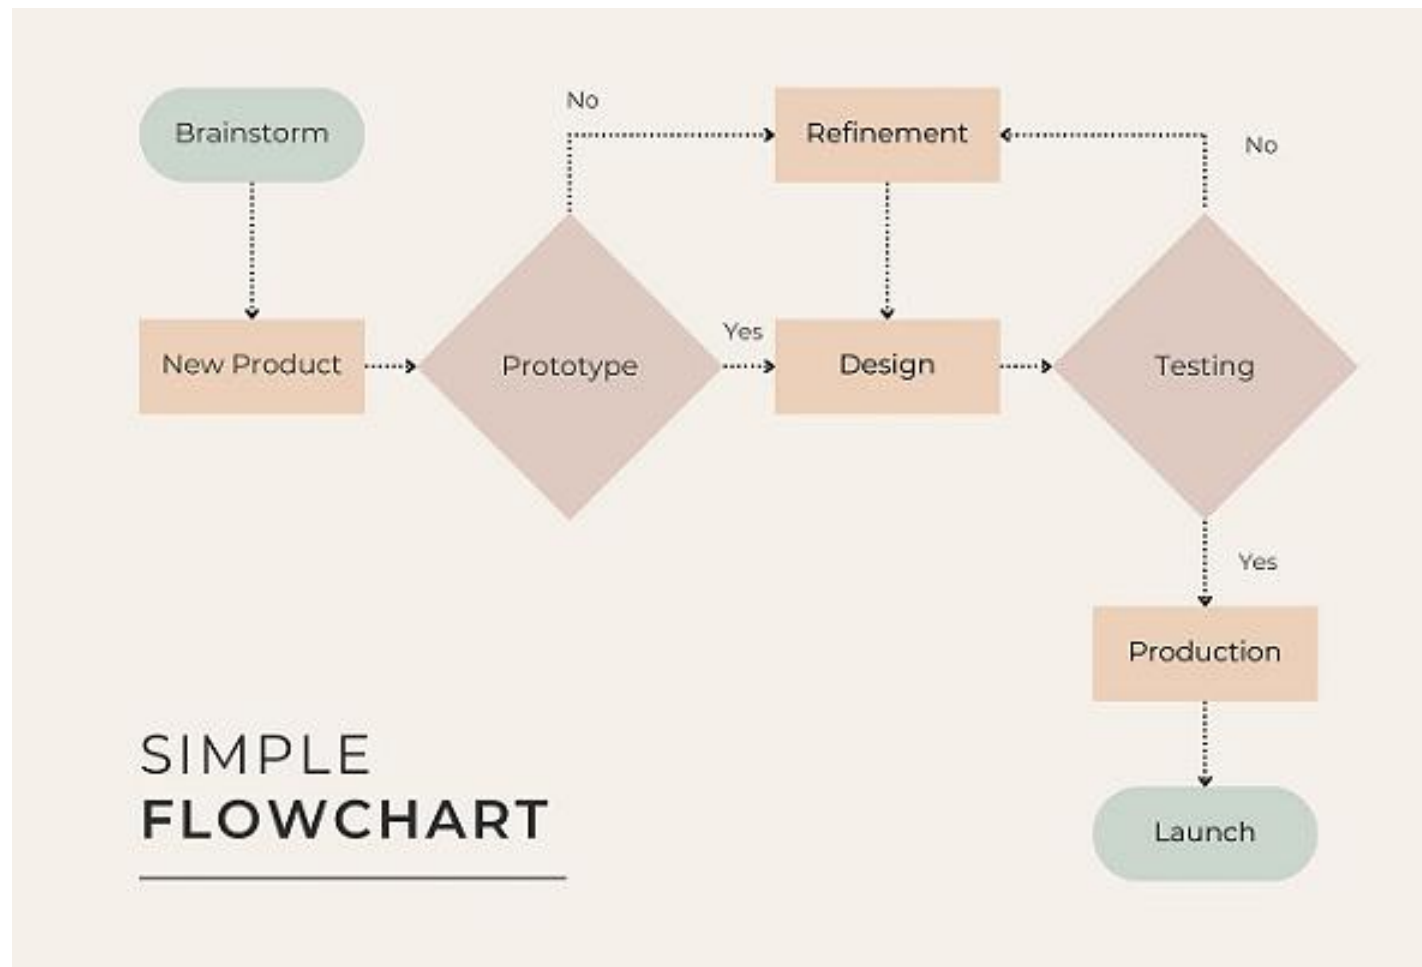 No
Brainstorm
Refinement
No
Yes
New Product
Prototype
Design
Testing
Yes
Production
SIMPLE
FLOWCHART
Launch